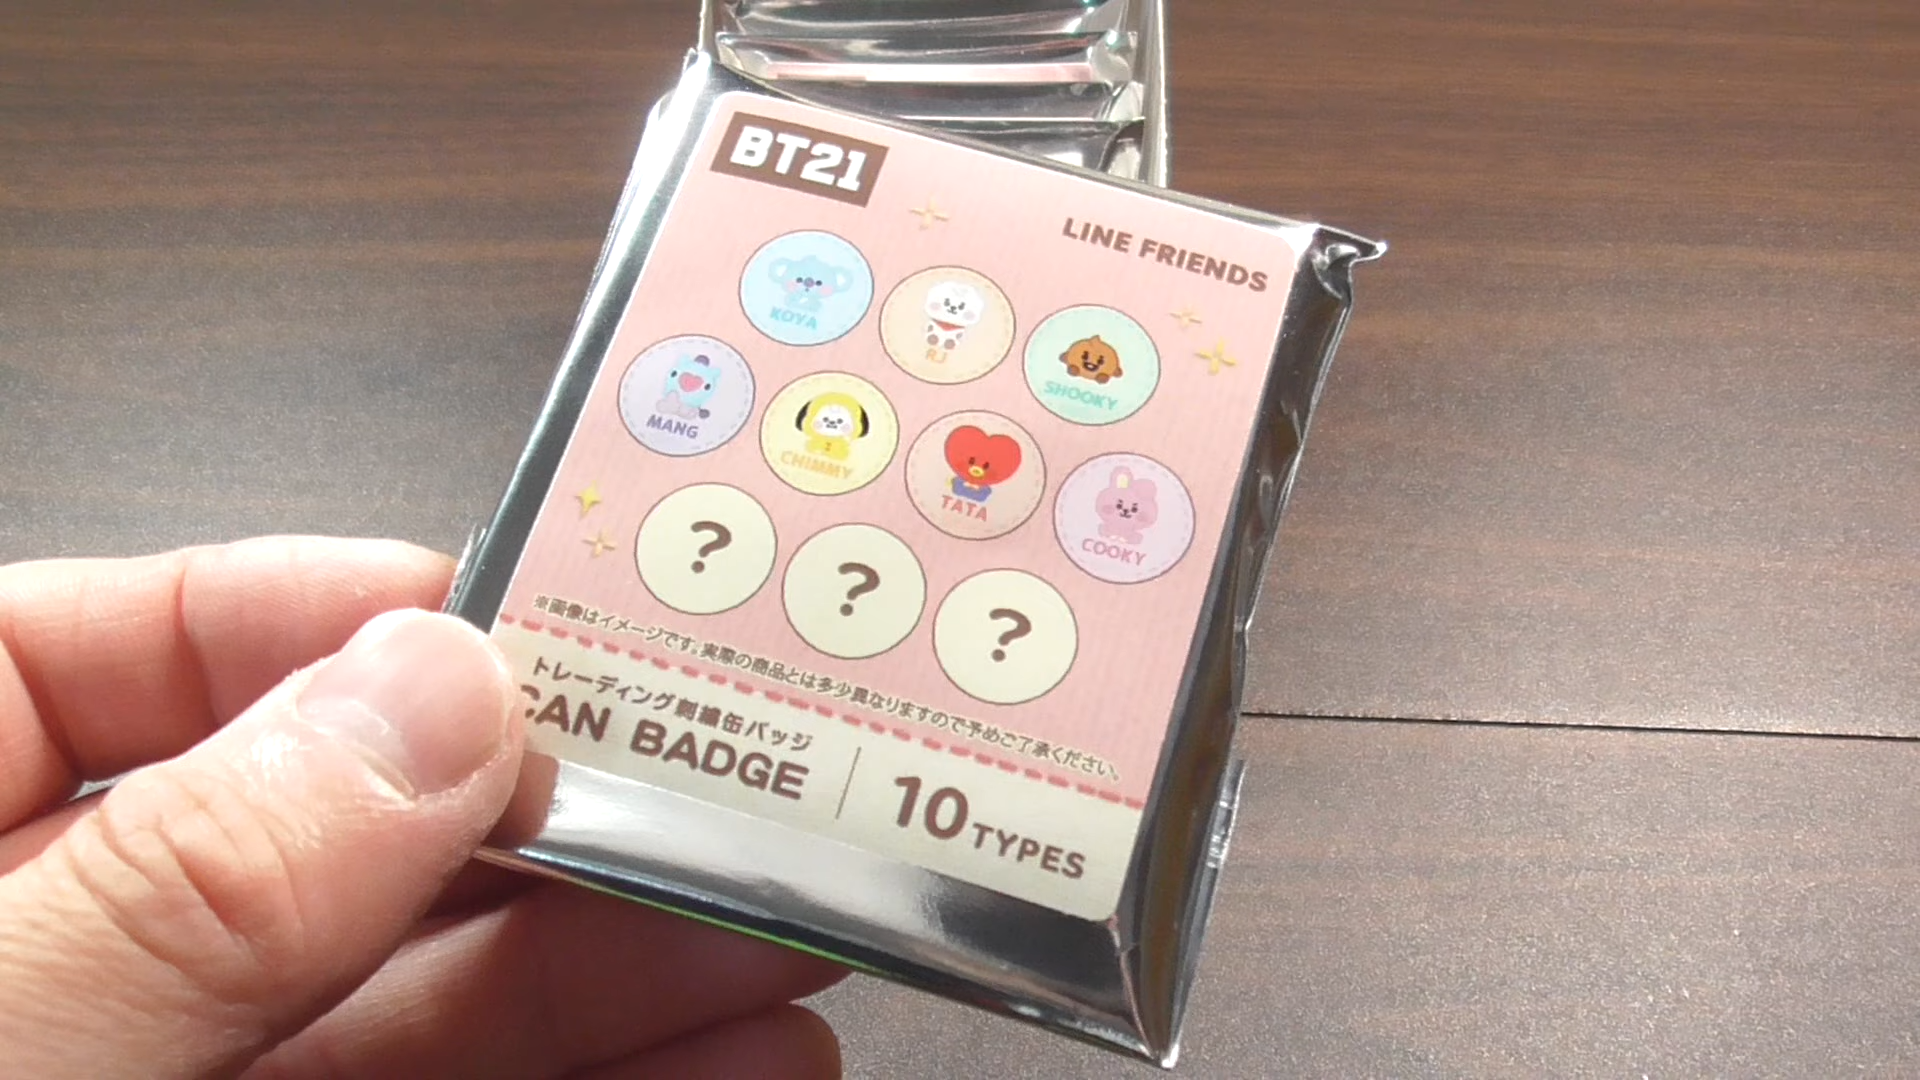 BT21
LINE FRIENDS
KOYA
RJ
SHOOKY
MANG
CHIMMY
TATA
COOKY
?
?
?
※画像はイメージです。実際の商品とは多少異なりますので予めご了承ください。
トレーディング刺繍缶バッジ
CAN BADGE
10 TYPES